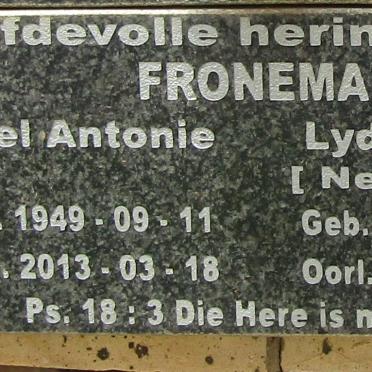 fdevolle herin
FRONEMA
el Antonie Lyd
[ Ne
. 1949 - 09 - 11 Geb.
. 2013 - 03 - 18 Oorl.
Ps. 18 : 3 Die Here is m